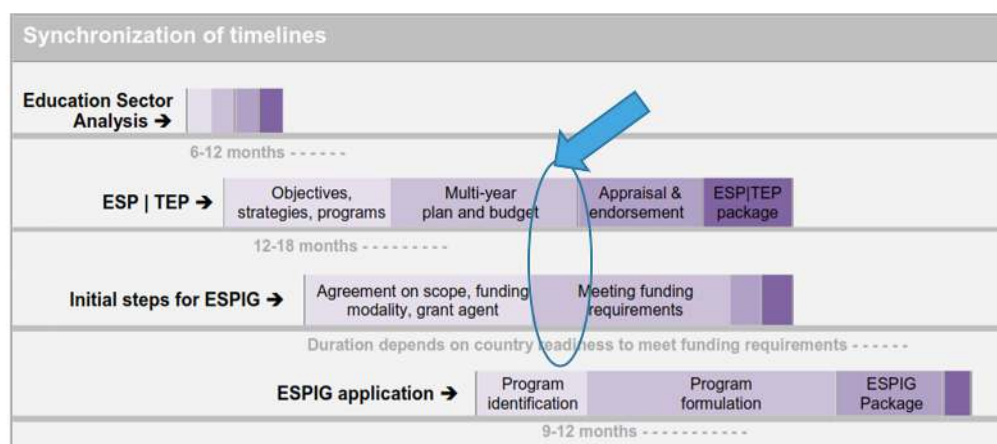 Synchronization of timelines
Education Sector
Analysis →
6-12 months - - - - - -
ESP | TEP →
Objectives,
strategies, programs
Multi-year
plan and budget
Appraisal &
endorsement
ESP|TEP
package
12-18 months - - - - - - - - -
Initial steps for ESPIG →
Agreement on scope, funding
modality, grant agent
Meeting funding
requirements
Duration depends on country readiness to meet funding requirements - - - - - -
ESPIG application →
Program
identification
Program
formulation
ESPIG
Package
9-12 months - - - - - - - - - - -